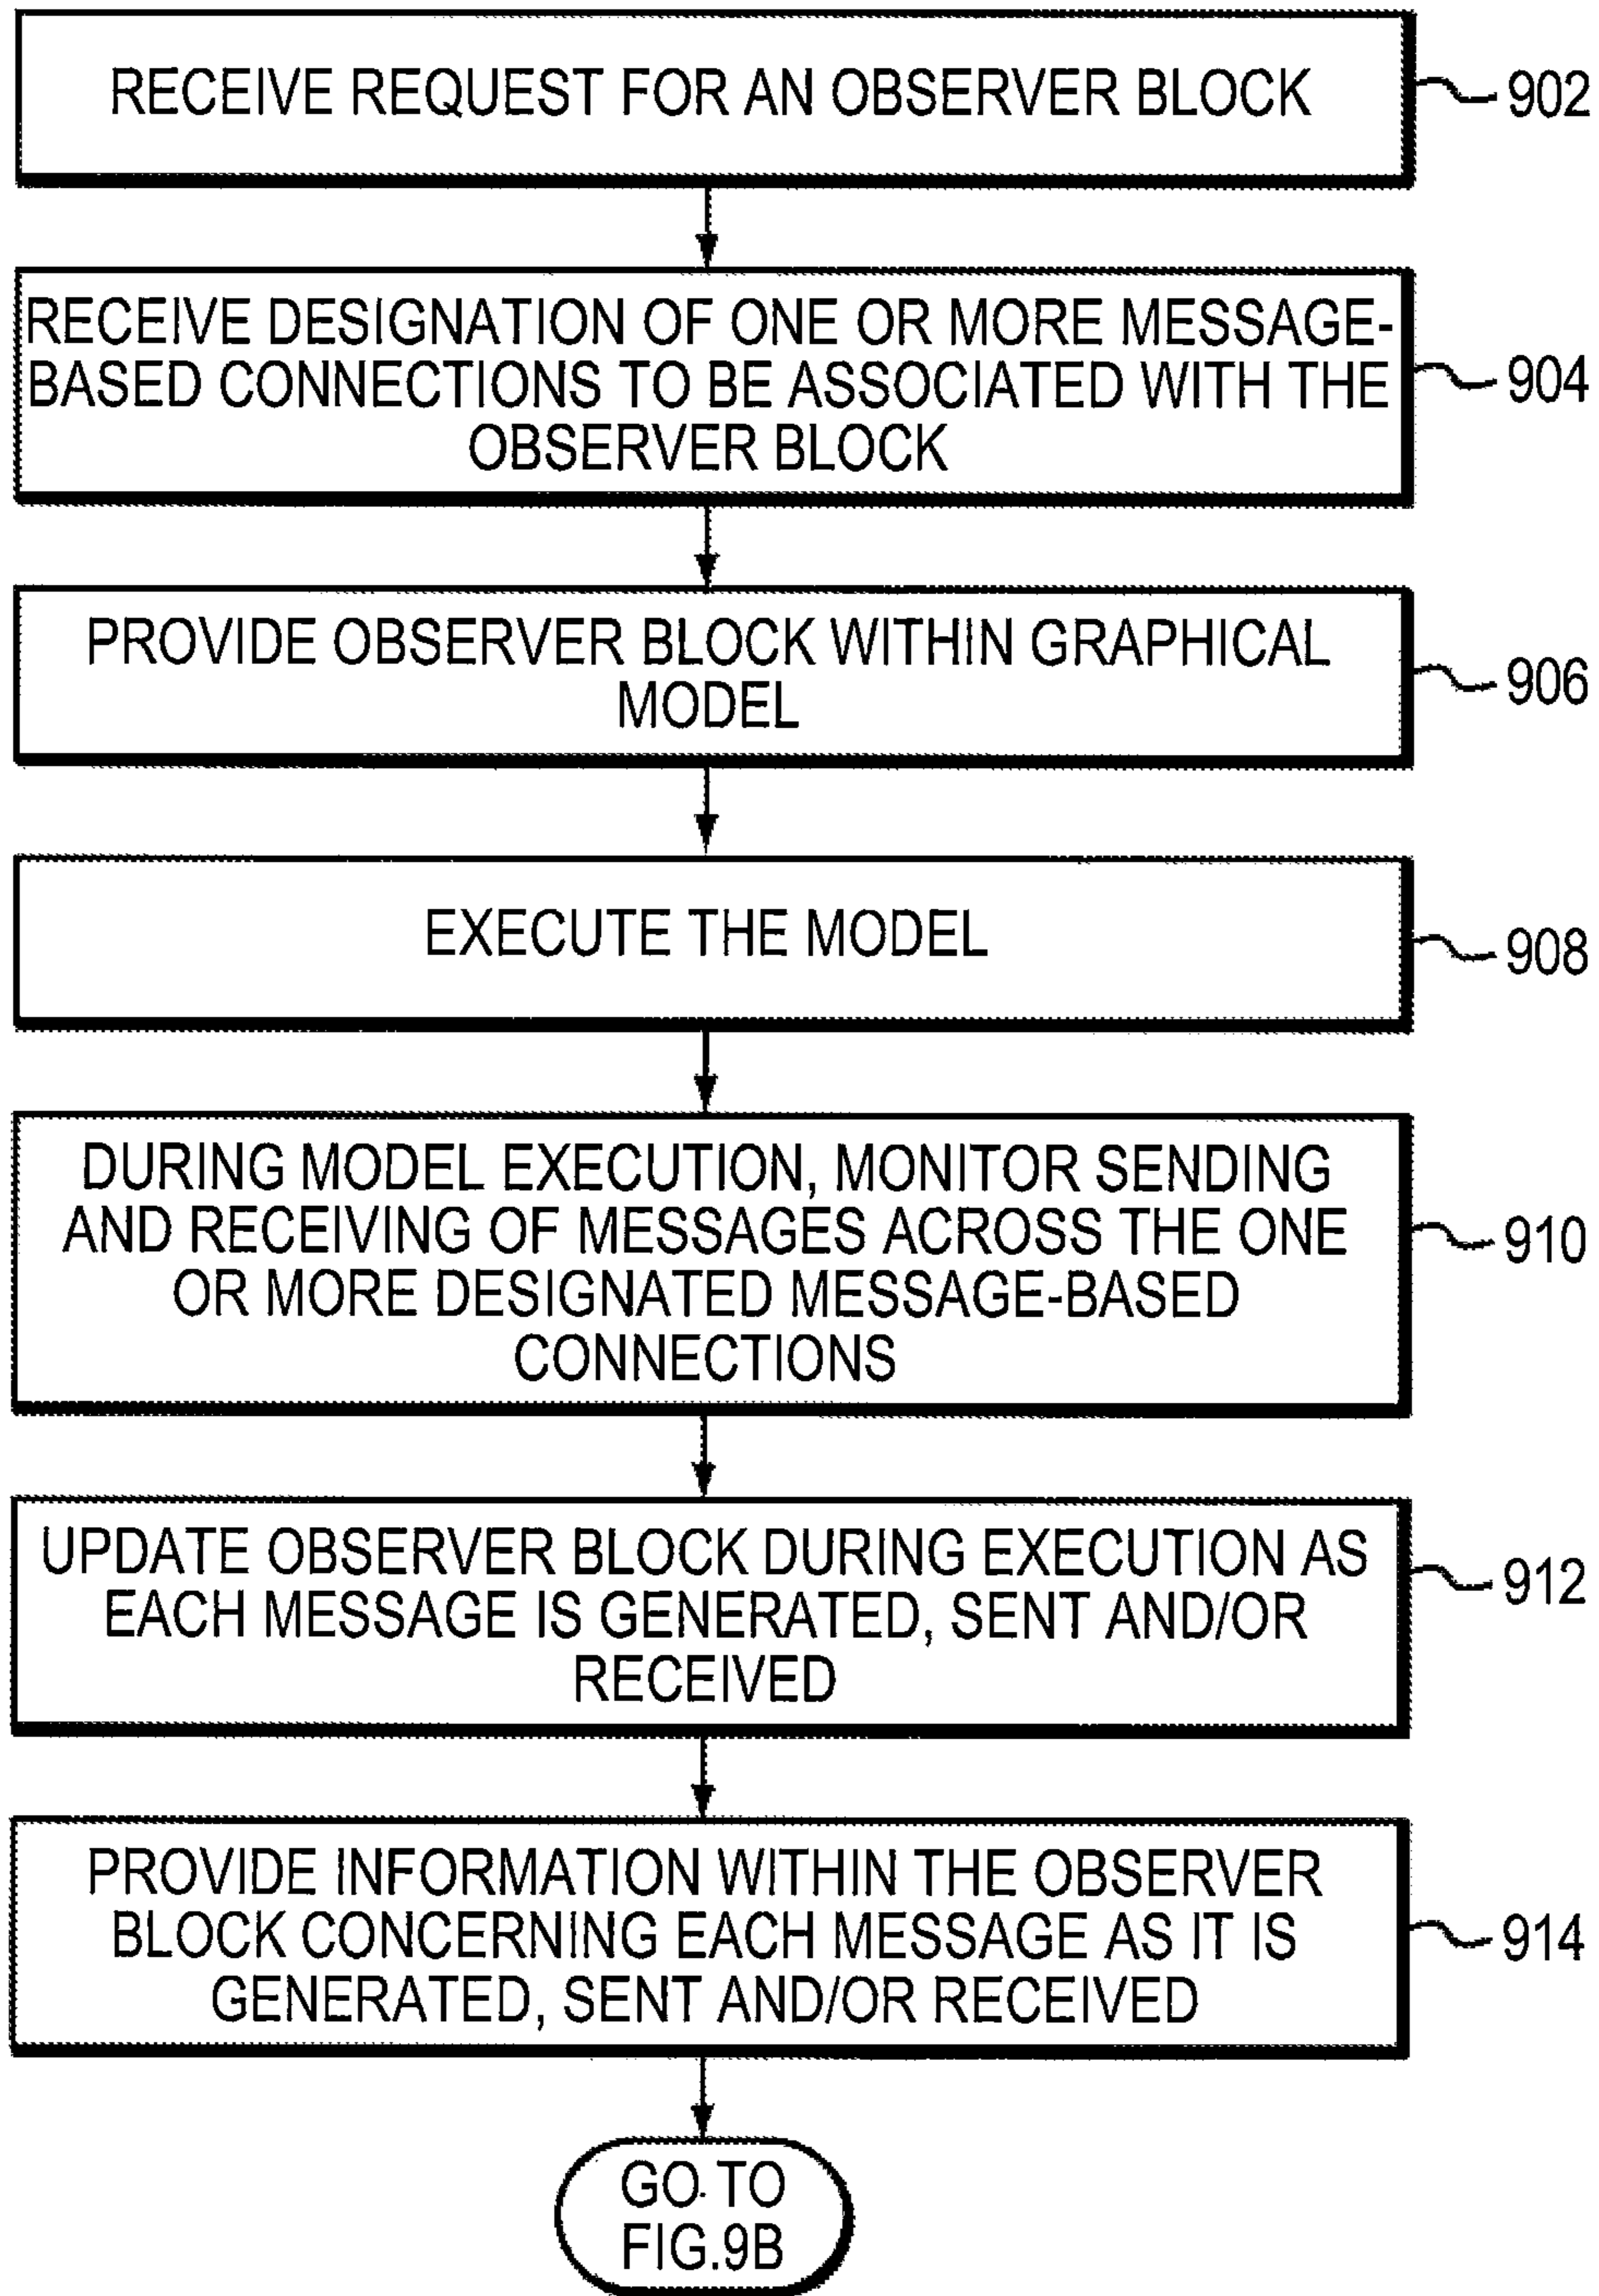 RECEIVE REQUEST FOR AN OBSERVER BLOCK
902
RECEIVE DESIGNATION OF ONE OR MORE MESSAGE-
BASED CONNECTIONS TO BE ASSOCIATED WITH THE
OBSERVER BLOCK
904
PROVIDE OBSERVER BLOCK WITHIN GRAPHICAL
MODEL
906
EXECUTE THE MODEL
908
DURING MODEL EXECUTION, MONITOR SENDING
AND RECEIVING OF MESSAGES ACROSS THE ONE
OR MORE DESIGNATED MESSAGE-BASED
CONNECTIONS
910
UPDATE OBSERVER BLOCK DURING EXECUTION AS
EACH MESSAGE IS GENERATED, SENT AND/OR
RECEIVED
912
PROVIDE INFORMATION WITHIN THE OBSERVER
BLOCK CONCERNING EACH MESSAGE AS IT IS
GENERATED, SENT AND/OR RECEIVED
914
GO TO
FIG.9B